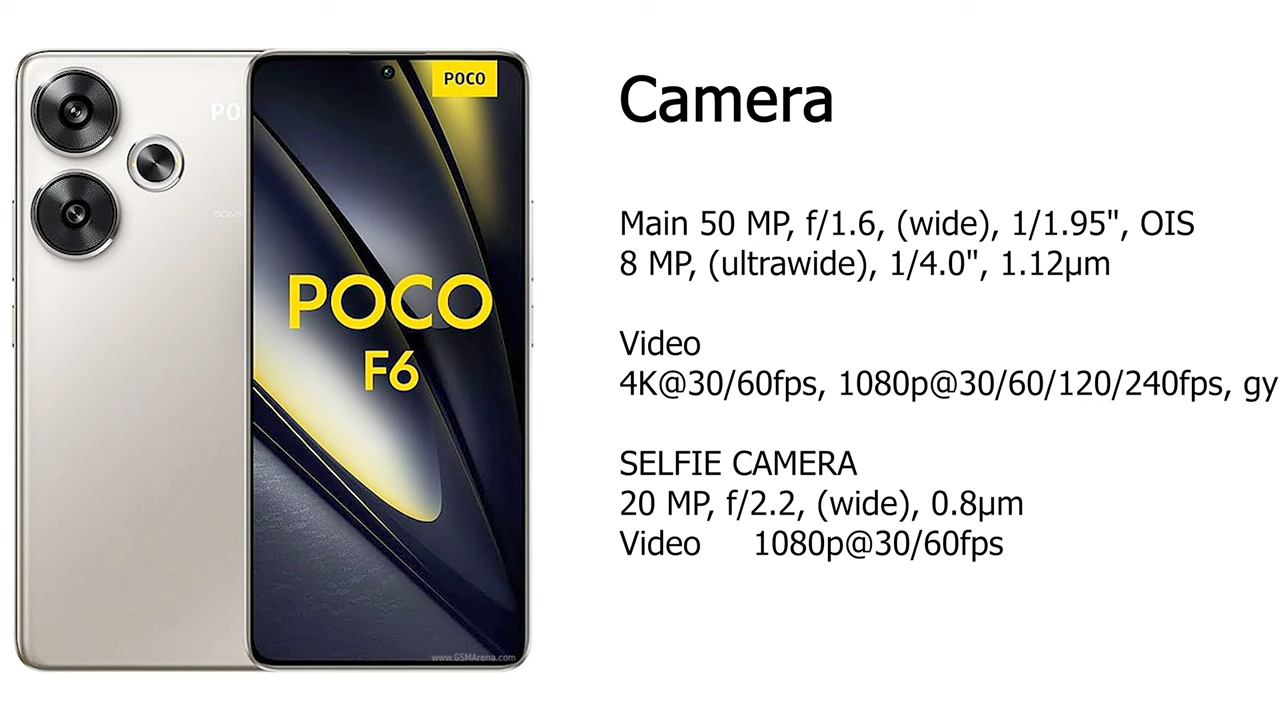 POCO
PO
POCO
F6
www.GSMArena.com
Camera
Main 50 MP, f/1.6, (wide), 1/1.95", OIS
8 MP, (ultrawide), 1/4.0", 1.12µm
Video
4K@30/60fps, 1080p@30/60/120/240fps, gy
SELFIE CAMERA
20 MP, f/2.2, (wide), 0.8µm
Video 1080p@30/60fps